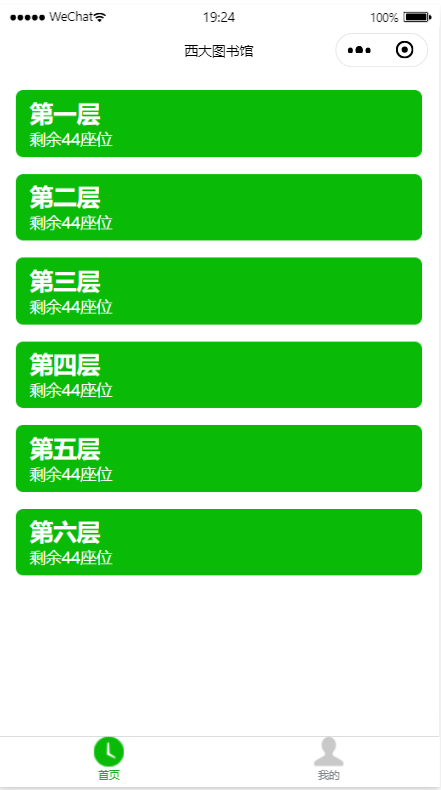 WeChat 19:24 100%
西大图书馆
第一层
剩余44座位
第二层
剩余44座位
第三层
剩余44座位
第四层
剩余44座位
第五层
剩余44座位
第六层
剩余44座位
首页 我的